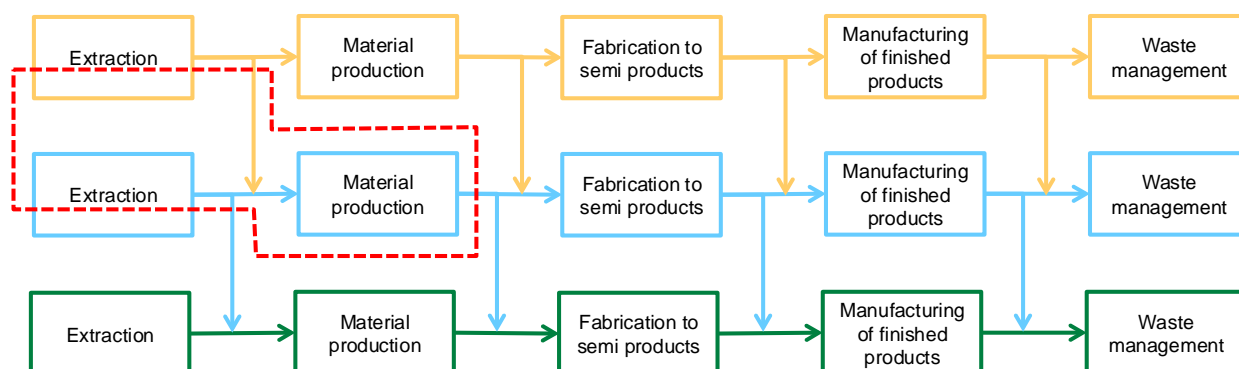 Extraction
Material
production
Fabrication to
semi products
Manufacturing
of finished
products
Waste
management
Extraction
Material
production
Fabrication to
semi products
Manufacturing
of finished
products
Waste
management
Extraction
Material
production
Fabrication to
semi products
Manufacturing
of finished
products
Waste
management